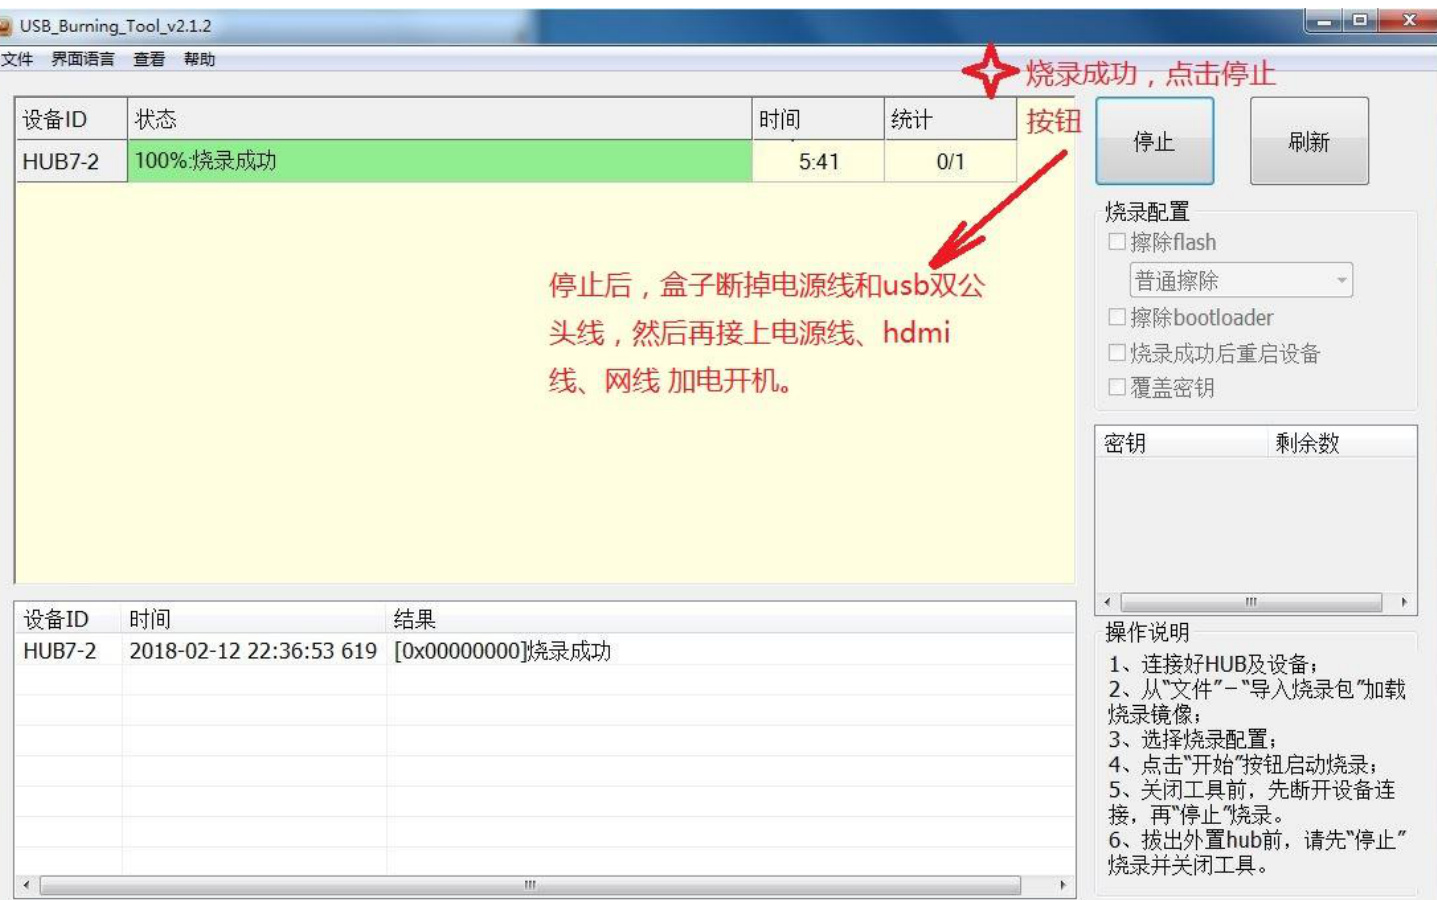 USB_Burning_Tool_v2.1.2
文件 界面语言 查看 帮助
烧录成功，点击停止
按钮
设备ID 状态 时间 统计
HUB7-2 100%:烧录成功 5:41 0/1
停止 刷新
停止后，盒子断掉电源线和usb双公
头线，然后再接上电源线、hdmi
线、网线 加电开机。
烧录配置
擦除flash
普通擦除
擦除bootloader
烧录成功后重启设备
覆盖密钥
密钥 剩余数
设备ID 时间 结果
HUB7-2 2018-02-12 22:36:53 619 [0x00000000]烧录成功
操作说明
1、连接好HUB及设备；
2、从“文件”－“导入烧录包”加载
烧录镜像；
3、选择烧录配置；
4、点击“开始”按钮启动烧录；
5、关闭工具前，先断开设备连
接，再“停止”烧录。
6、拔出外置hub前，请先“停止”
烧录并关闭工具。